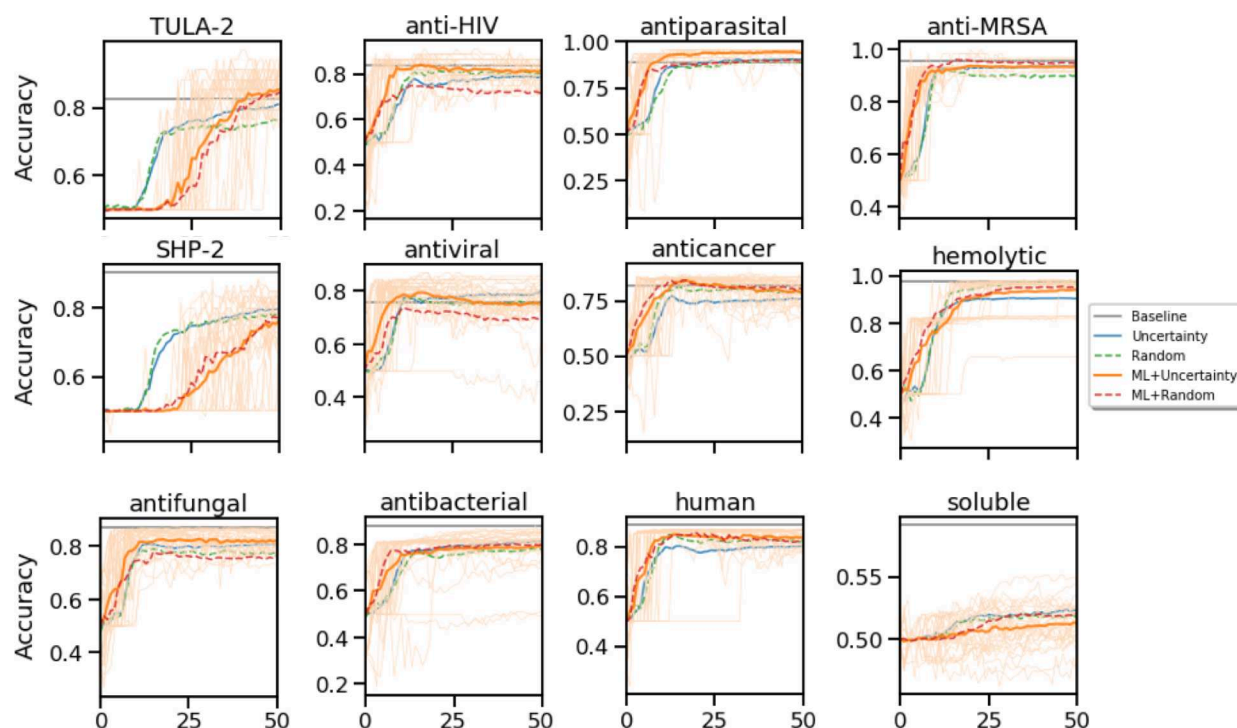 TULA-2 anti-HIV antiparasital anti-MRSA
Accuracy
0.8
0.6
0.8
0.6
0.4
0.2
1.00
0.75
0.50
0.25
1.0
0.8
0.6
0.4
SHP-2 antiviral anticancer hemolytic
Accuracy
0.8
0.6
0.8
0.6
0.4
0.75
0.50
0.25
1.0
0.8
0.6
0.4
Baseline
Uncertainty
Random
ML+Uncertainty
ML+Random
antifungal antibacterial human soluble
Accuracy
0.8
0.6
0.4
0.8
0.6
0.4
0.2
0.8
0.6
0.4
0.55
0.50
0 25 50
0 25 50
0 25 50
0 25 50